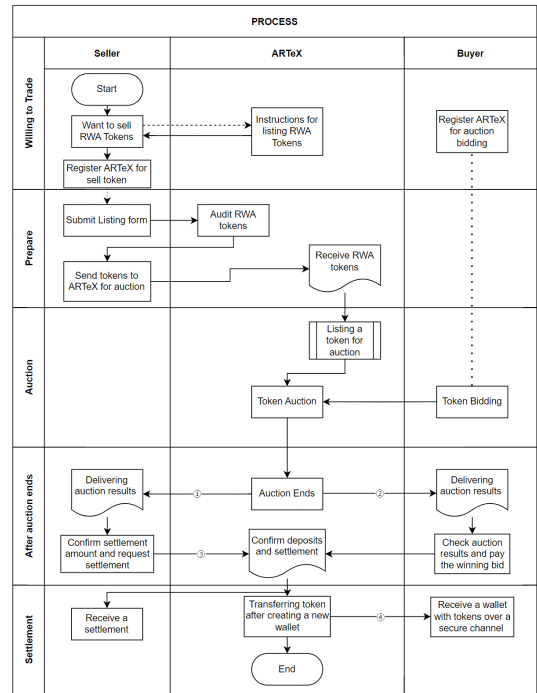 PROCESS
Seller
ARTeX
Buyer
Willing to Trade
Start
Want to sell
RWA Tokens
Instructions for
listing RWA
Tokens
Register ARTeX
for auction
bidding
Register ARTeX for
sell token
Prepare
Submit Listing form
Audit RWA
tokens
Send tokens to
ARTeX for auction
Receive RWA
tokens
Auction
Listing a
token for
auction
Token Auction
Token Bidding
After auction ends
Delivering
auction results
①
Auction Ends
②
Delivering
auction results
Confirm settlement
amount and request
settlement
③
Confirm deposits
and settlement
Check auction
results and pay
the winning bid
Settlement
Receive a
settlement
Transferring token
after creating a new
wallet
④
Receive a wallet
with tokens over a
secure channel
End